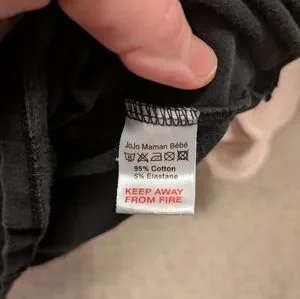 JoJo Maman Bébé
95% Cotton
5% Elastane
KEEP AWAY
FROM FIRE